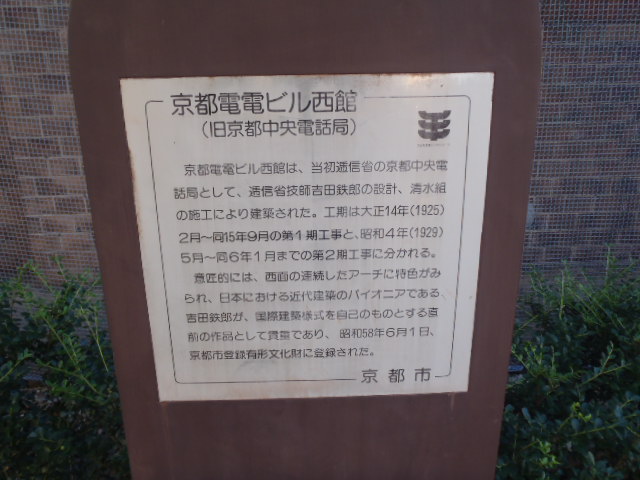 京都電電ビル西館
(旧京都中央電話局)
京都電電ビル西館は、当初逓信省の京都中央電
話局として、逓信省技師吉田鉄郎の設計、清水組
の施工により建築された。工期は大正14年(1925)
2月〜同15年9月の第1期工事と、昭和4年(1929)
5月〜同6年1月までの第2期工事に分かれる。
意匠的には、西面の連続したアーチに特色がみ
られ、日本における近代建築のパイオニアである
吉田鉄郎が、国際建築様式を自己のものとする直
前の作品として貴重であり、昭和58年6月1日、
京都市登録有形文化財に登録された。
京都市